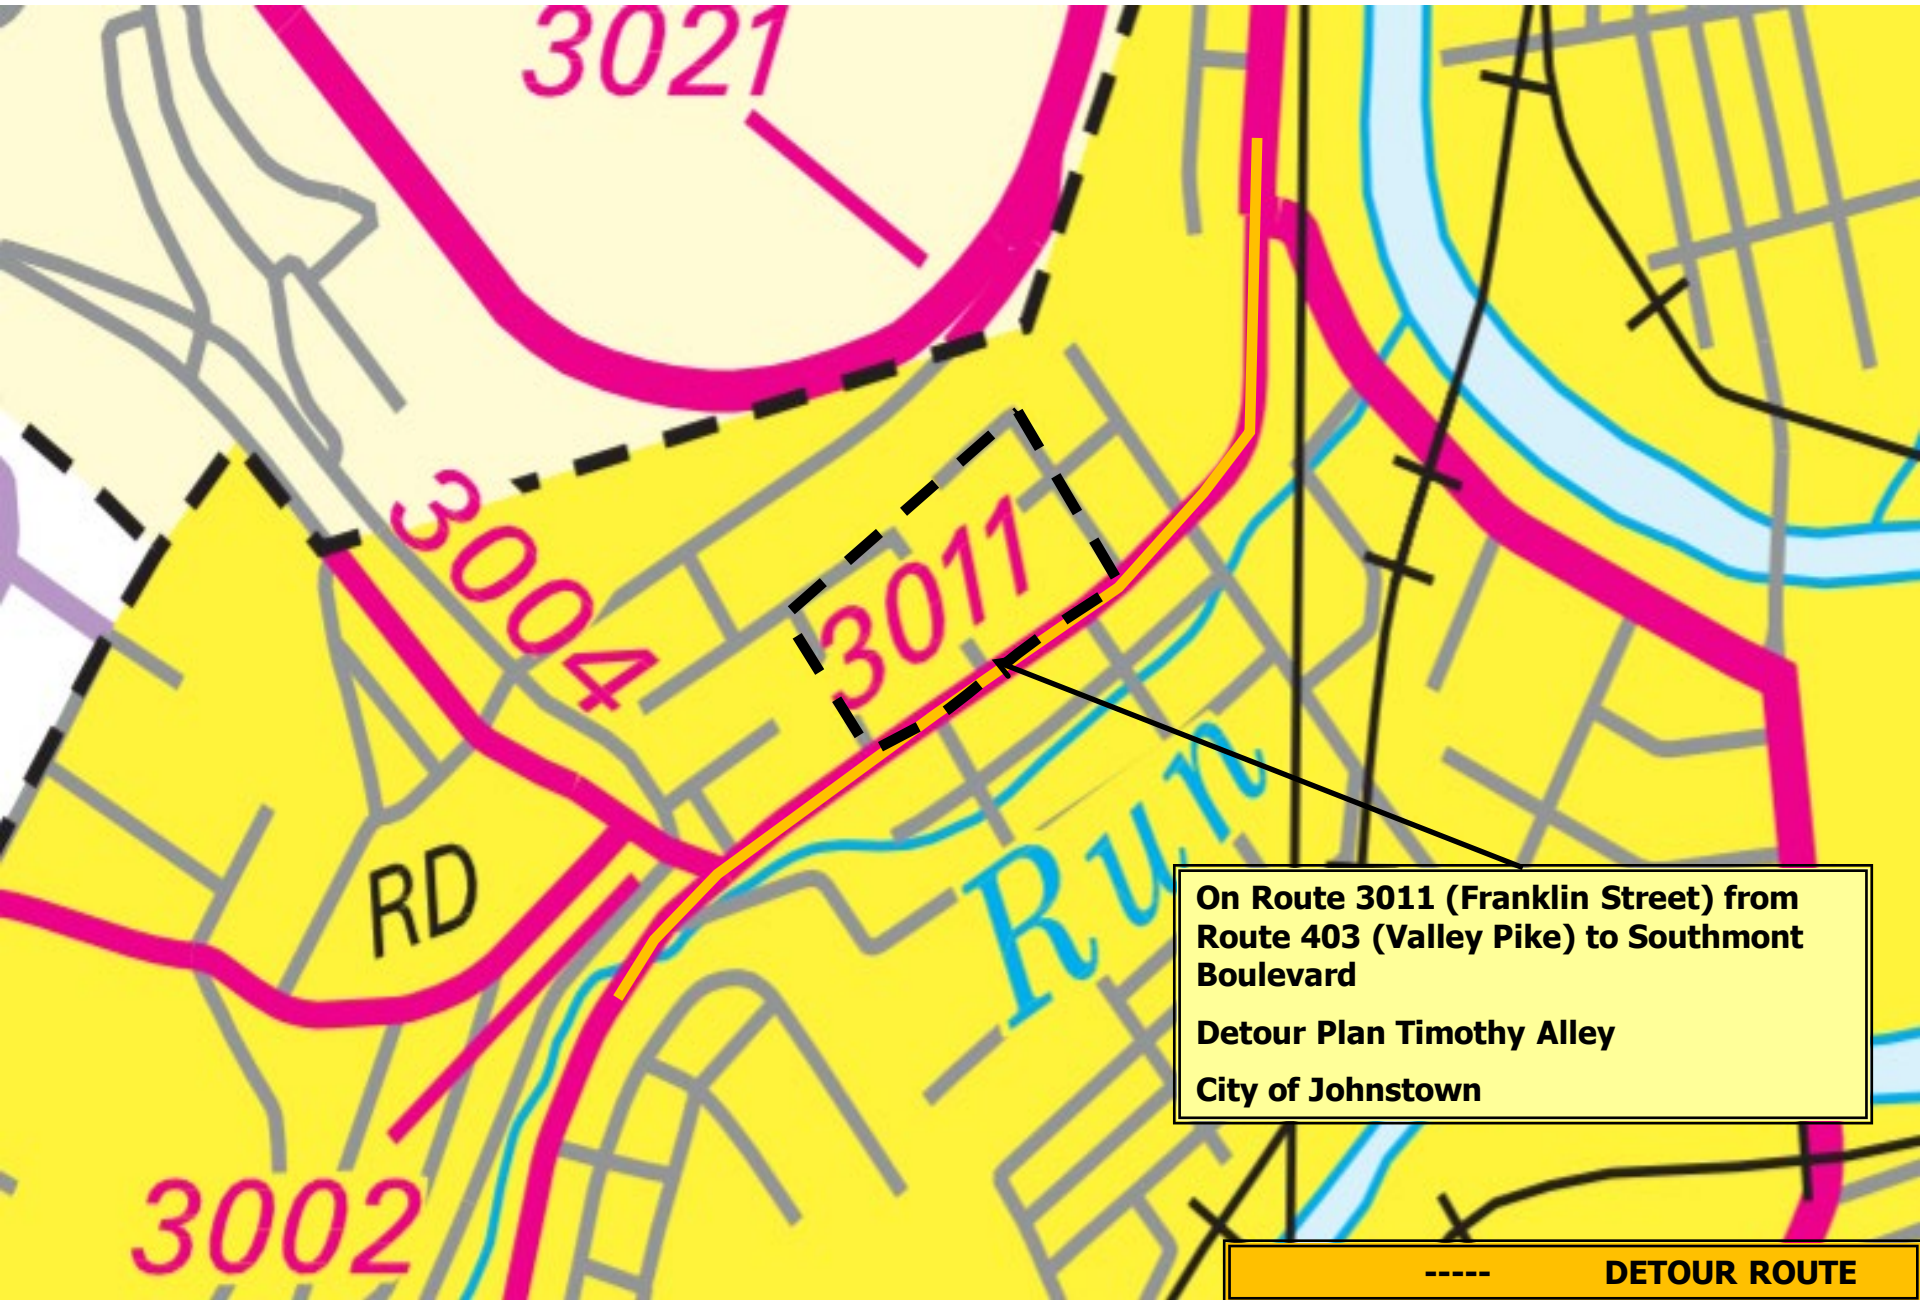 3021
3004
3011
RD
Run
On Route 3011 (Franklin Street) from
Route 403 (Valley Pike) to Southmont
Boulevard
Detour Plan Timothy Alley
City of Johnstown
3002
----- DETOUR ROUTE